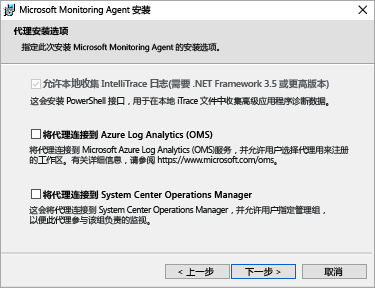 Microsoft Monitoring Agent 安装
代理安装选项
指定此次安装 Microsoft Monitoring Agent 的安装选项。
允许本地收集 IntelliTrace 日志(需要 .NET Framework 3.5 或更高版本)
这会安装 PowerShell 接口，用于在本地 iTrace 文件中收集高级应用程序诊断数据。
将代理连接到 Azure Log Analytics (OMS)
将代理连接到 Microsoft Azure Log Analytics (OMS)服务，并允许用户选择代理用来注册
的工作区。有关详细信息，请参阅 https://www.microsoft.com/oms。
将代理连接到 System Center Operations Manager
这会将代理连接到 System Center Operations Manager，并允许用户指定管理组，
以便此代理参与该组负责的监视。
< 上一步
下一步 >
取消